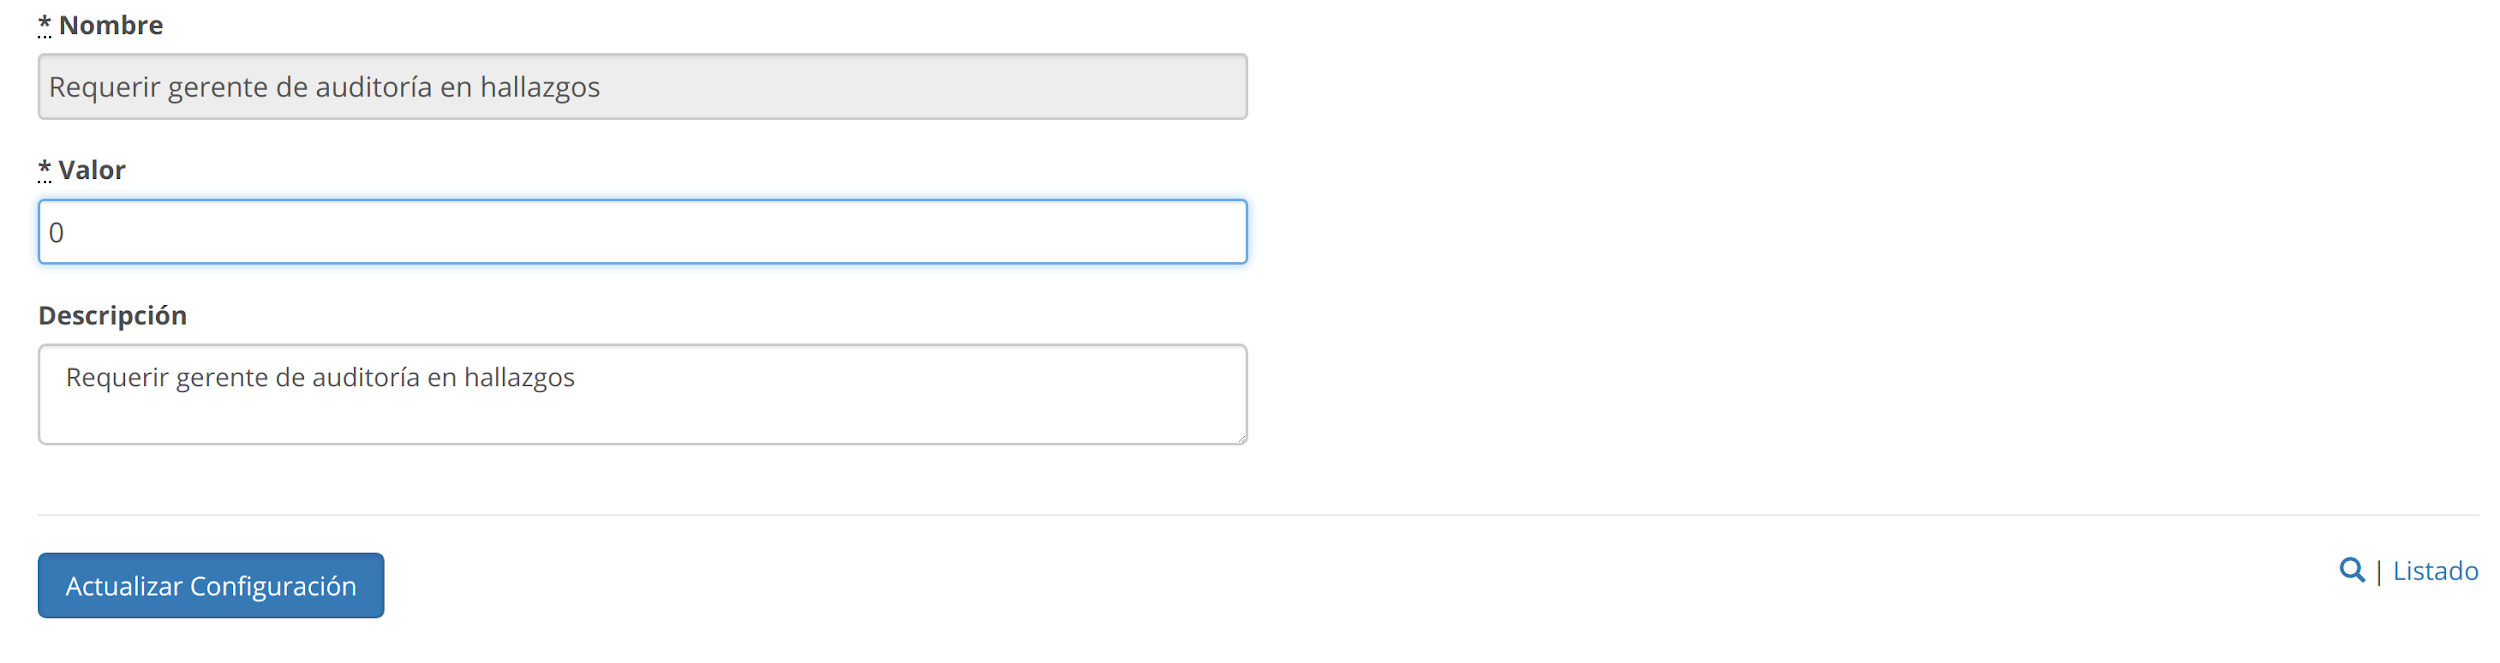 * Nombre
Requerir gerente de auditoría en hallazgos
* Valor
0
Descripción
Requerir gerente de auditoría en hallazgos
Actualizar Configuración
| Listado